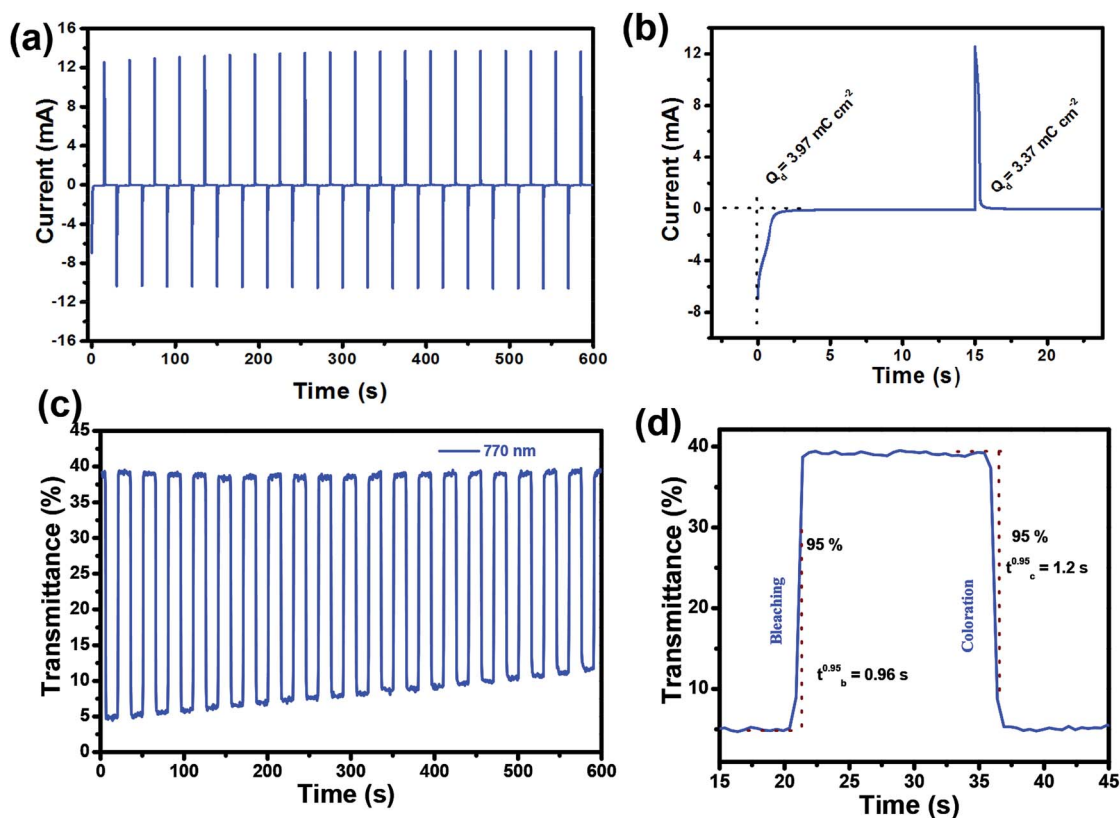 (a)
Current (mA)
16
12
8
4
0
-4
-8
-12
-16
0 100 200 300 400 500 600
Time (s)
(b)
Current (mA)
12
8
4
0
-4
-8
Qd= 3.97 mC cm-2
Qd= 3.37 mC cm-2
0 5 10 15 20
Time (s)
(c)
Transmittance (%)
45
40
35
30
25
20
15
10
5
0
770 nm
0 100 200 300 400 500 600
Time (s)
(d)
Transmittance (%)
40
30
20
10
Bleaching
95 %
t0.95b = 0.96 s
Coloration
95 %
t0.95c = 1.2 s
15 20 25 30 35 40 45
Time (s)